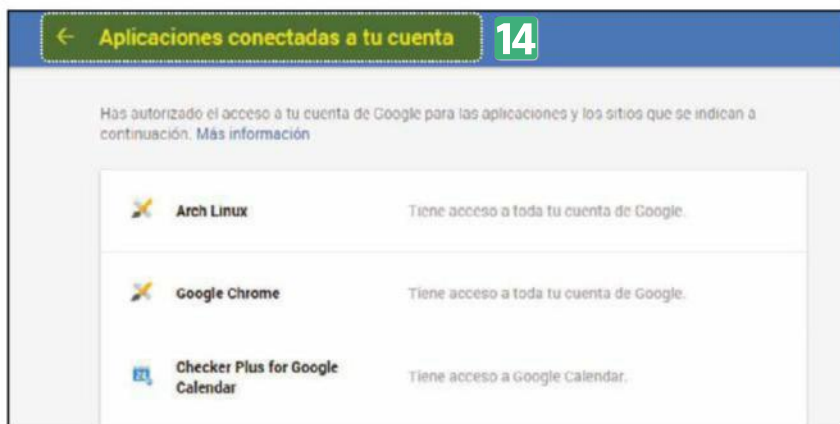 ← Aplicaciones conectadas a tu cuenta 14
Has autorizado el acceso a tu cuenta de Google para las aplicaciones y los sitios que se indican a
continuación. Más información
Arch Linux Tiene acceso a toda tu cuenta de Google.
Google Chrome Tiene acceso a toda tu cuenta de Google.
Checker Plus for Google
Calendar Tiene acceso a Google Calendar.